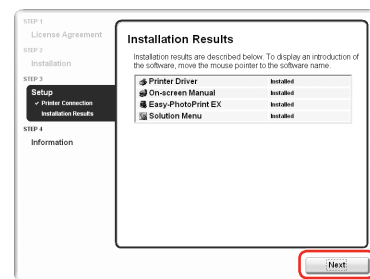 STEP 1
License Agreement
STEP 2
Installation
STEP 3
Setup
✓ Printer Connection
Installation Results
STEP 4
Information
Installation Results
Installation results are described below. To display an introduction of
the software, move the mouse pointer to the software name.
Printer Driver Installed
On-screen Manual Installed
Easy-PhotoPrint EX Installed
Solution Menu Installed
Next